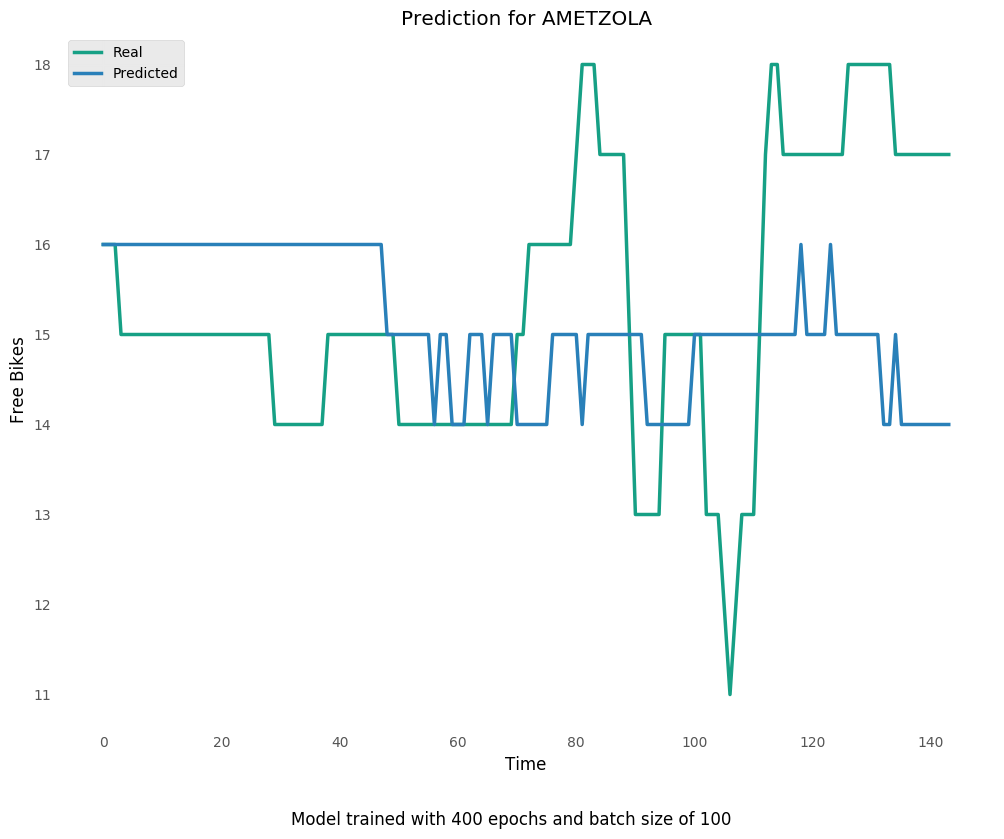 Prediction for AMETZOLA
Real
Predicted
18
17
16
15
14
13
12
11
Free Bikes
0 20 40 60 80 100 120 140
Time
Model trained with 400 epochs and batch size of 100